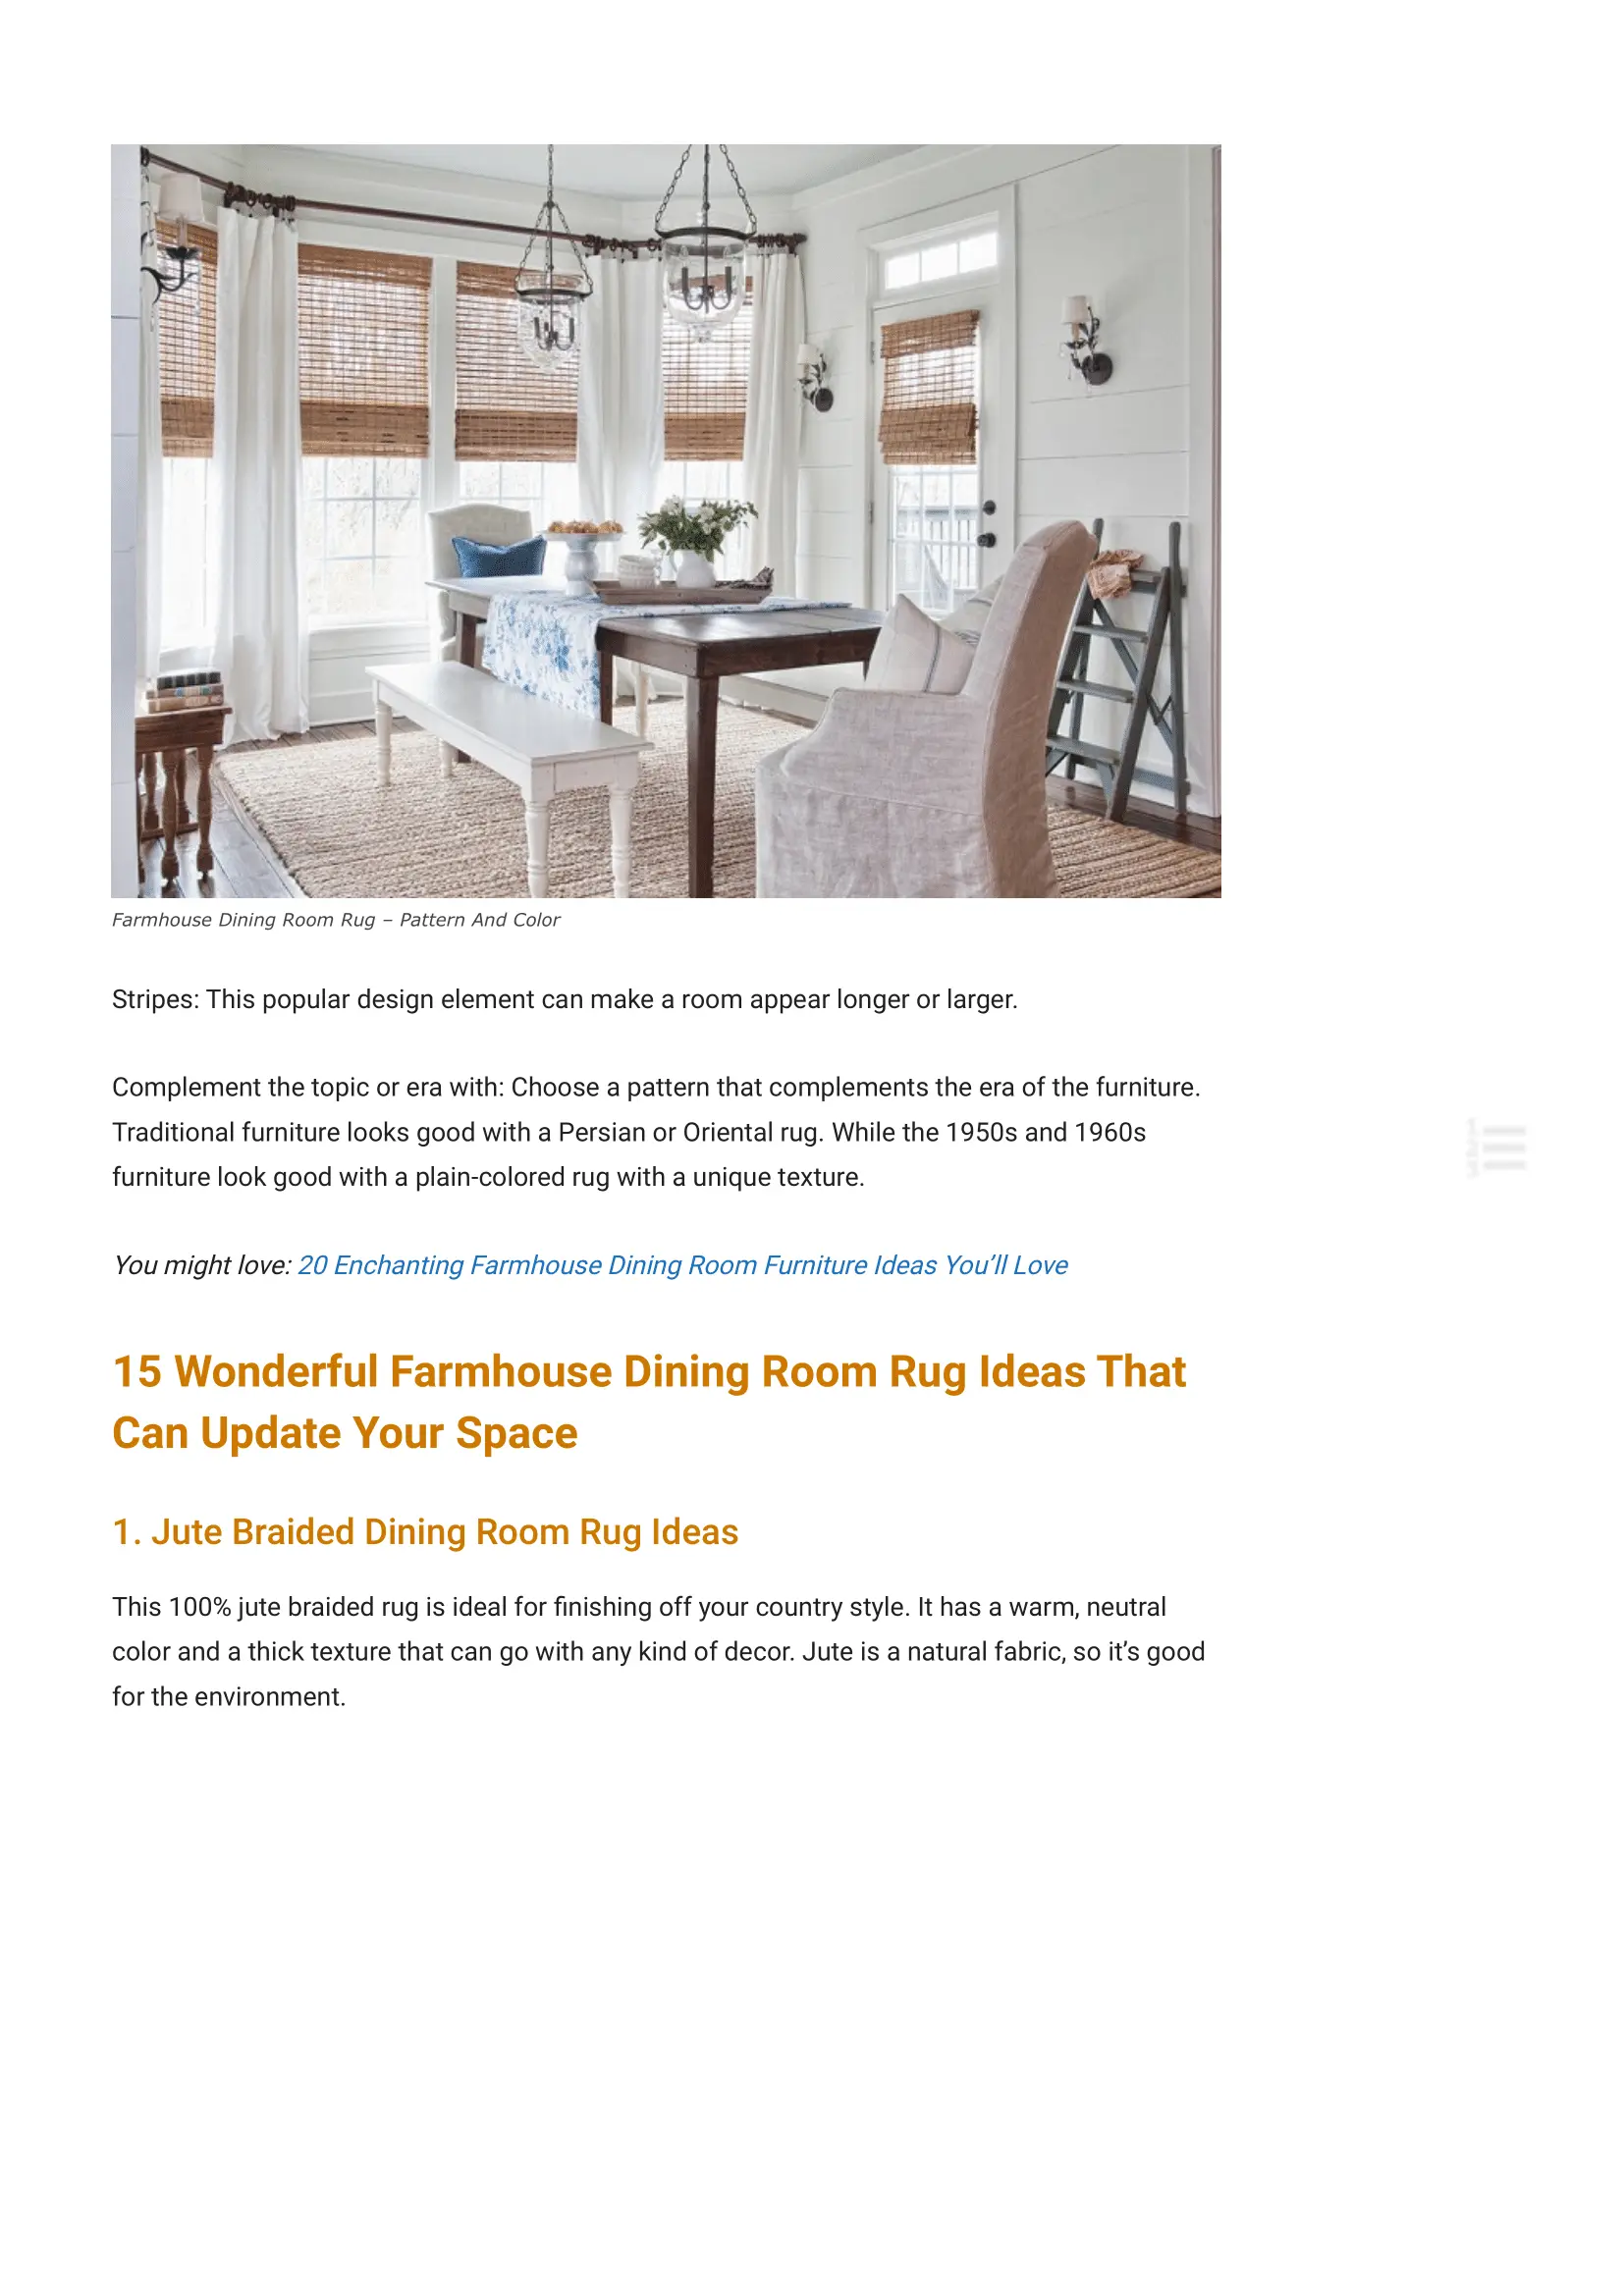 Farmhouse Dining Room Rug – Pattern And Color
Stripes: This popular design element can make a room appear longer or larger.
Complement the topic or era with: Choose a pattern that complements the era of the furniture.
Traditional furniture looks good with a Persian or Oriental rug. While the 1950s and 1960s
furniture look good with a plain-colored rug with a unique texture.
You might love: 20 Enchanting Farmhouse Dining Room Furniture Ideas You’ll Love
15 Wonderful Farmhouse Dining Room Rug Ideas That
Can Update Your Space
1. Jute Braided Dining Room Rug Ideas
This 100% jute braided rug is ideal for finishing off your country style. It has a warm, neutral
color and a thick texture that can go with any kind of decor. Jute is a natural fabric, so it’s good
for the environment.